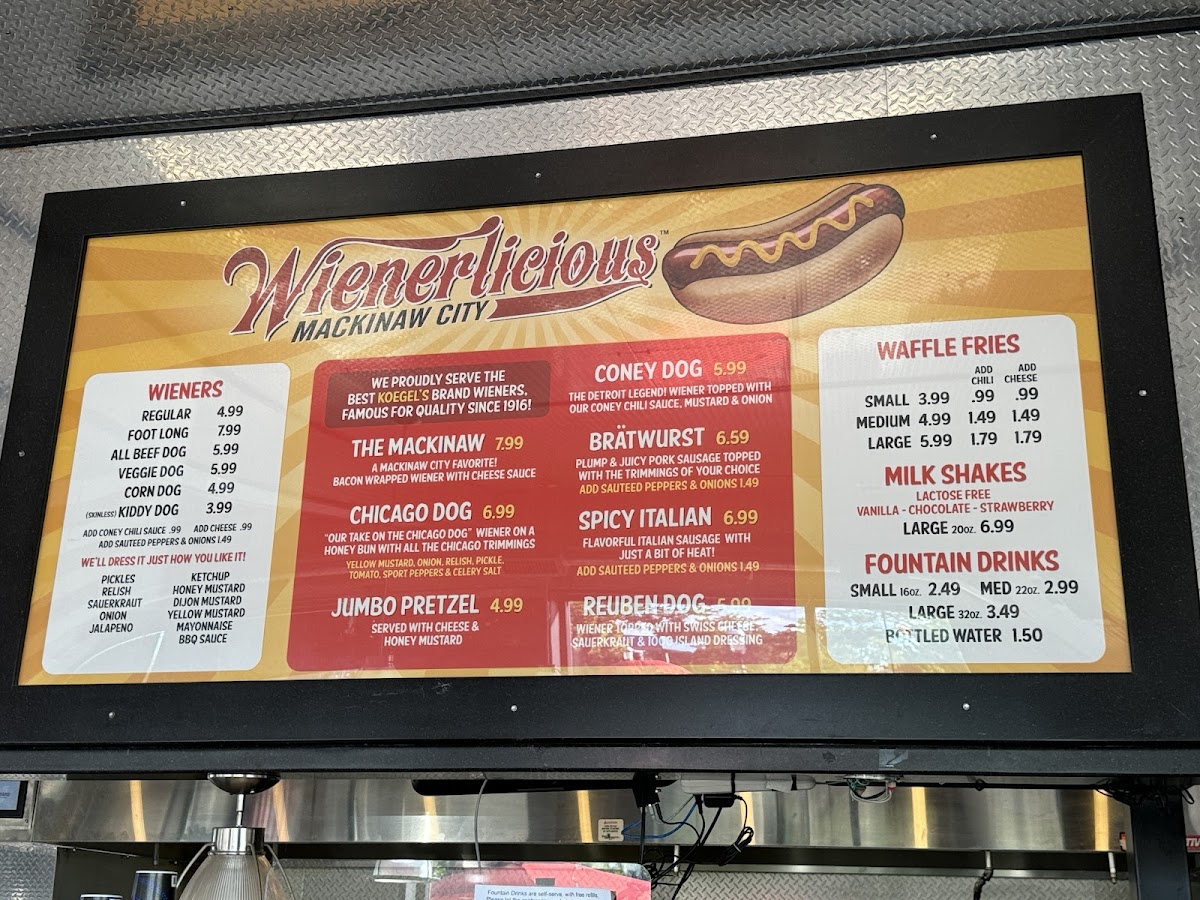 Wienerlicious™
MACKINAW CITY
WIENERS
REGULAR 4.99
FOOT LONG 7.99
ALL BEEF DOG 5.99
VEGGIE DOG 5.99
CORN DOG 4.99
(SKINLESS) KIDDY DOG 3.99
ADD CONEY CHILI SAUCE .99 ADD CHEESE .99
ADD SAUTEED PEPPERS & ONIONS 1.49
WE'LL DRESS IT JUST HOW YOU LIKE IT!
PICKLES
RELISH
SAUERKRAUT
ONION
JALAPENO
KETCHUP
HONEY MUSTARD
DIJON MUSTARD
YELLOW MUSTARD
MAYONNAISE
BBQ SAUCE
WE PROUDLY SERVE THE
BEST KOEGEL'S BRAND WIENERS,
FAMOUS FOR QUALITY SINCE 1916!
THE MACKINAW 7.99
A MACKINAW CITY FAVORITE!
BACON WRAPPED WIENER WITH CHEESE SAUCE
CHICAGO DOG 6.99
"OUR TAKE ON THE CHICAGO DOG" WIENER ON A
HONEY BUN WITH ALL THE CHICAGO TRIMMINGS
YELLOW MUSTARD, ONION, RELISH, PICKLE,
TOMATO, SPORT PEPPERS & CELERY SALT
JUMBO PRETZEL 4.99
SERVED WITH CHEESE &
HONEY MUSTARD
CONEY DOG 5.99
THE DETROIT LEGEND! WIENER TOPPED WITH
OUR CONEY CHILI SAUCE, MUSTARD & ONION
BRÄTWURST 6.59
PLUMP & JUICY PORK SAUSAGE TOPPED
WITH THE TRIMMINGS OF YOUR CHOICE
ADD SAUTEED PEPPERS & ONIONS 1.49
SPICY ITALIAN 6.99
FLAVORFUL ITALIAN SAUSAGE WITH
JUST A BIT OF HEAT!
ADD SAUTEED PEPPERS & ONIONS 1.49
REUBEN DOG 5.99
WIENER TOPPED WITH SWISS CHEESE,
SAUERKRAUT & 1000 ISLAND DRESSING
WAFFLE FRIES
ADD CHILI ADD CHEESE
SMALL 3.99 .99 .99
MEDIUM 4.99 1.49 1.49
LARGE 5.99 1.79 1.79
MILK SHAKES
LACTOSE FREE
VANILLA - CHOCOLATE - STRAWBERRY
LARGE 20oz. 6.99
FOUNTAIN DRINKS
SMALL 16oz. 2.49 MED 22oz. 2.99
LARGE 32oz. 3.49
BOTTLED WATER 1.50
Fountain Drinks are self-serve, with free refills.